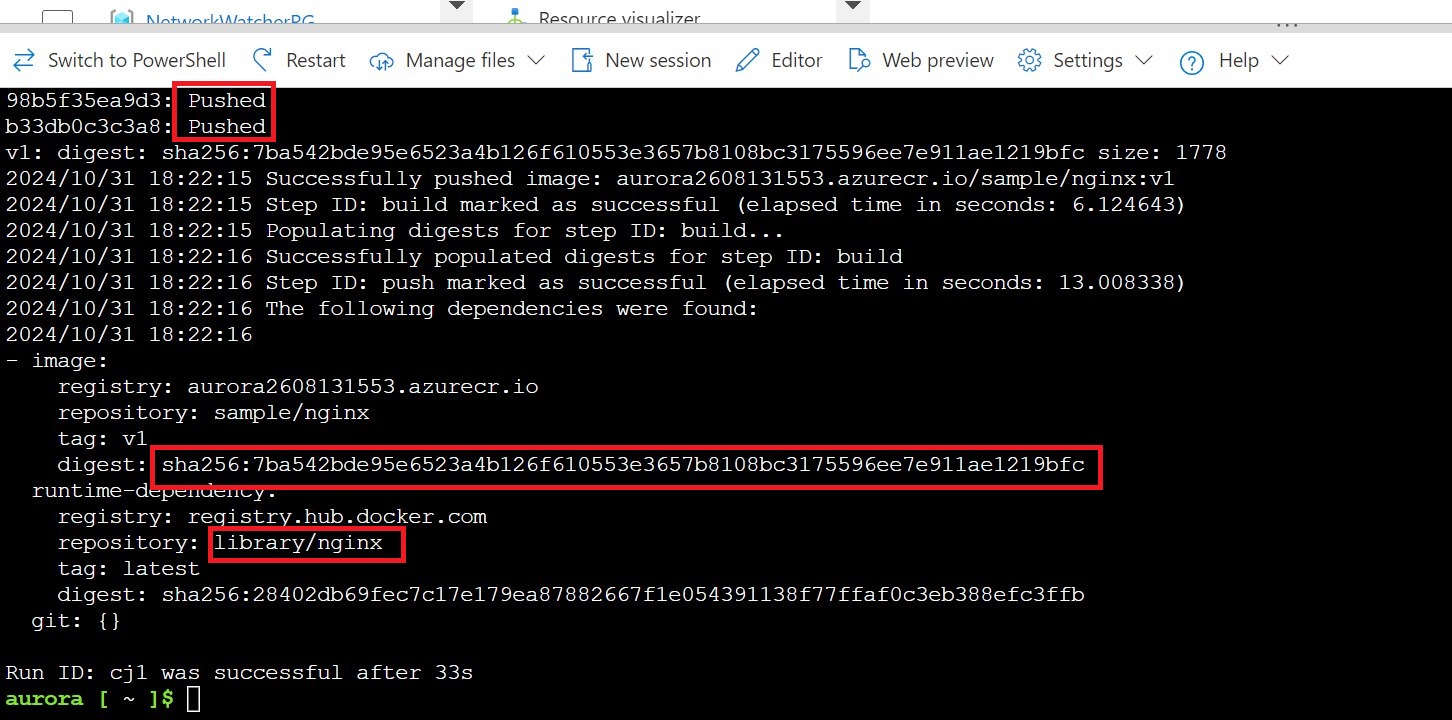 NetworkWatcherRG
Resource visualizer
Switch to PowerShell Restart Manage files New session Editor Web preview Settings Help
98b5f35ea9d3: Pushed
b33db0c3c3a8: Pushed
v1: digest: sha256:7ba542bde95e6523a4b126f610553e3657b8108bc3175596ee7e911ae1219bfc size: 1778
2024/10/31 18:22:15 Successfully pushed image: aurora2608131553.azurecr.io/sample/nginx:v1
2024/10/31 18:22:15 Step ID: build marked as successful (elapsed time in seconds: 6.124643)
2024/10/31 18:22:15 Populating digests for step ID: build...
2024/10/31 18:22:16 Successfully populated digests for step ID: build
2024/10/31 18:22:16 Step ID: push marked as successful (elapsed time in seconds: 13.008338)
2024/10/31 18:22:16 The following dependencies were found:
2024/10/31 18:22:16
- image:
    registry: aurora2608131553.azurecr.io
    repository: sample/nginx
    tag: v1
    digest: sha256:7ba542bde95e6523a4b126f610553e3657b8108bc3175596ee7e911ae1219bfc
  runtime-dependency:
    registry: registry.hub.docker.com
    repository: library/nginx
    tag: latest
    digest: sha256:28402db69fec7c17e179ea87882667f1e054391138f77ffaf0c3eb388efc3ffb
  git: {}
Run ID: cj1 was successful after 33s
aurora [ ~ ]$